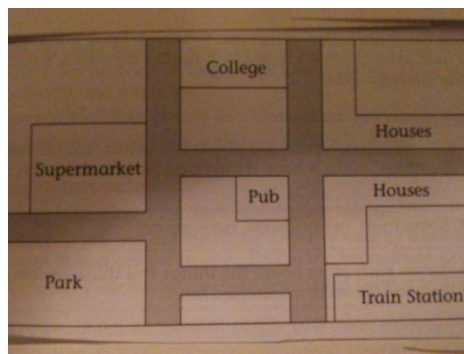 College
Houses
Supermarket
Houses
Pub
Park
Train Station